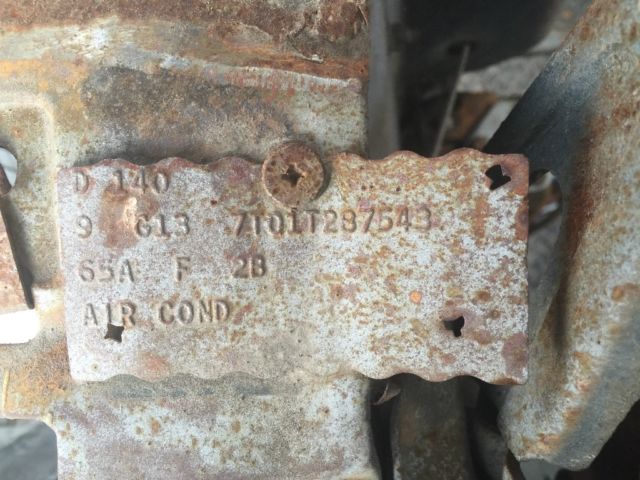 D 140
9 G13 7T01T287543
65A F 2B
AIR COND